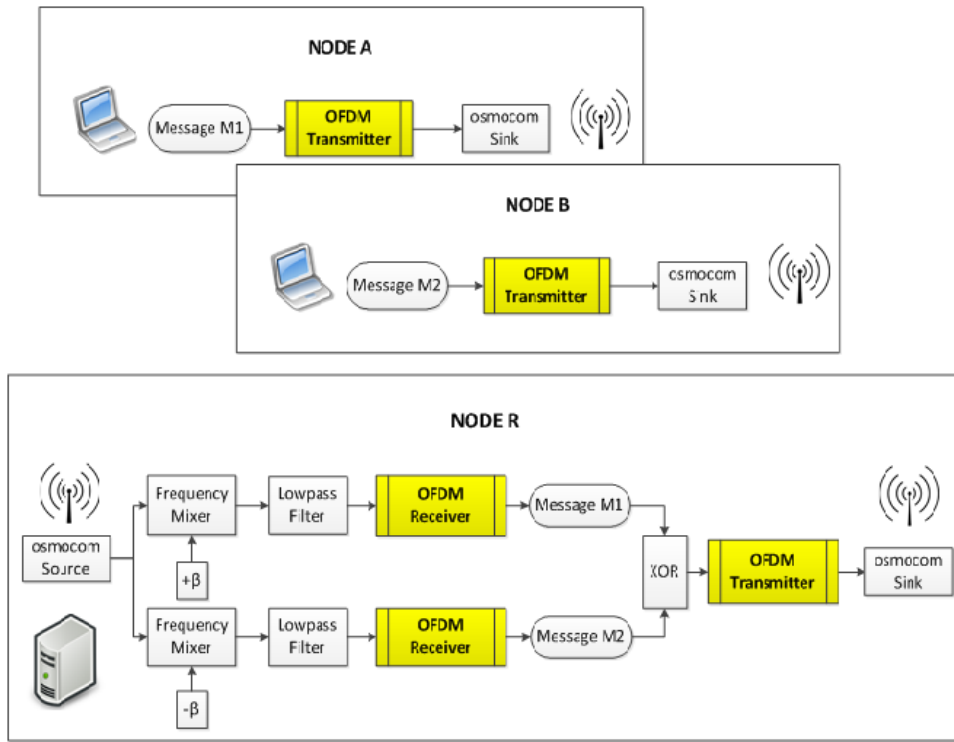 NODE A
Message M1
OFDM
Transmitter
osmocom
Sink
NODE B
Message M2
OFDM
Transmitter
osmocom
Sink
NODE R
osmocom
Source
Frequency
Mixer
+β
Lowpass
Filter
OFDM
Receiver
Message M1
Frequency
Mixer
-β
Lowpass
Filter
OFDM
Receiver
Message M2
XOR
OFDM
Transmitter
osmocom
Sink